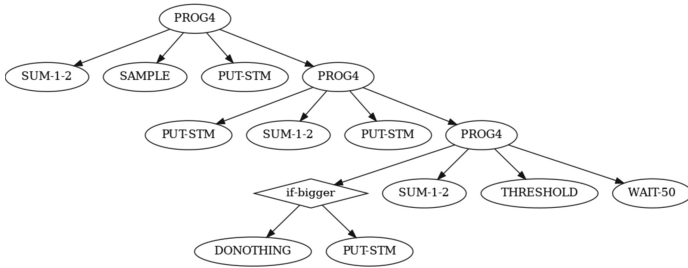 PROG4
SUM-1-2 SAMPLE PUT-STM PROG4
PUT-STM SUM-1-2 PUT-STM PROG4
if-bigger SUM-1-2 THRESHOLD WAIT-50
DONOTHING PUT-STM